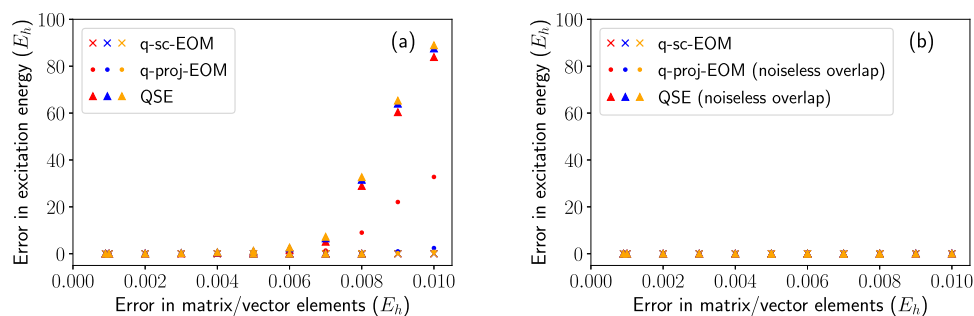 100
80
60
40
20
0
0.000
0.002
0.004
0.006
0.008
0.010
Error in excitation energy ($E_h$)
Error in matrix/vector elements ($E_h$)
q-sc-EOM
q-proj-EOM
QSE
(a)
100
80
60
40
20
0
0.000
0.002
0.004
0.006
0.008
0.010
Error in excitation energy ($E_h$)
Error in matrix/vector elements ($E_h$)
q-sc-EOM
q-proj-EOM (noiseless overlap)
QSE (noiseless overlap)
(b)